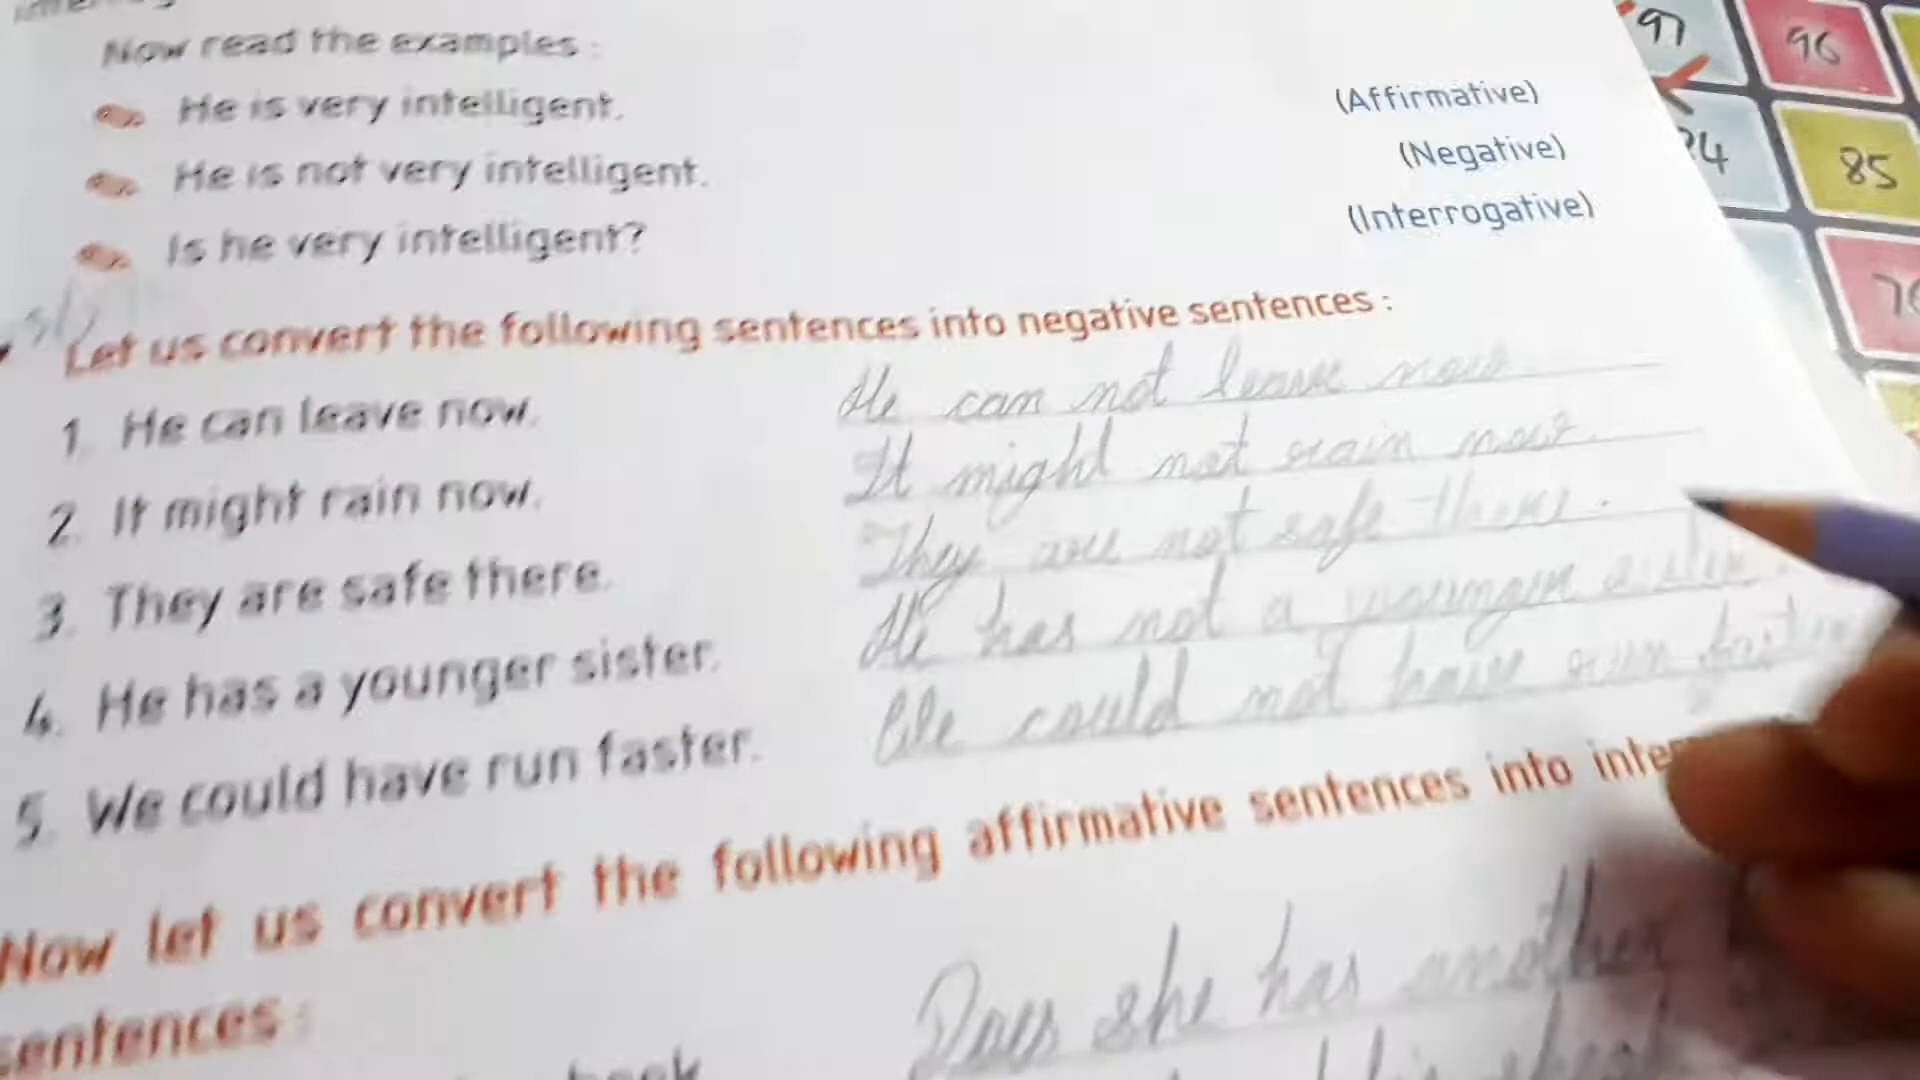 Now read the examples :
He is very intelligent. (Affirmative)
He is not very intelligent. (Negative)
Is he very intelligent? (Interrogative)
Let us convert the following sentences into negative sentences :
1. He can leave now. He can not leave now
2. It might rain now. It might not rain now.
3. They are safe there. They are not safe there.
4. He has a younger sister. He has not a
5. We could have run faster. We could not have run
Now let us convert the following affirmative sentences into
sentences :
book Does she has another
97 96
85